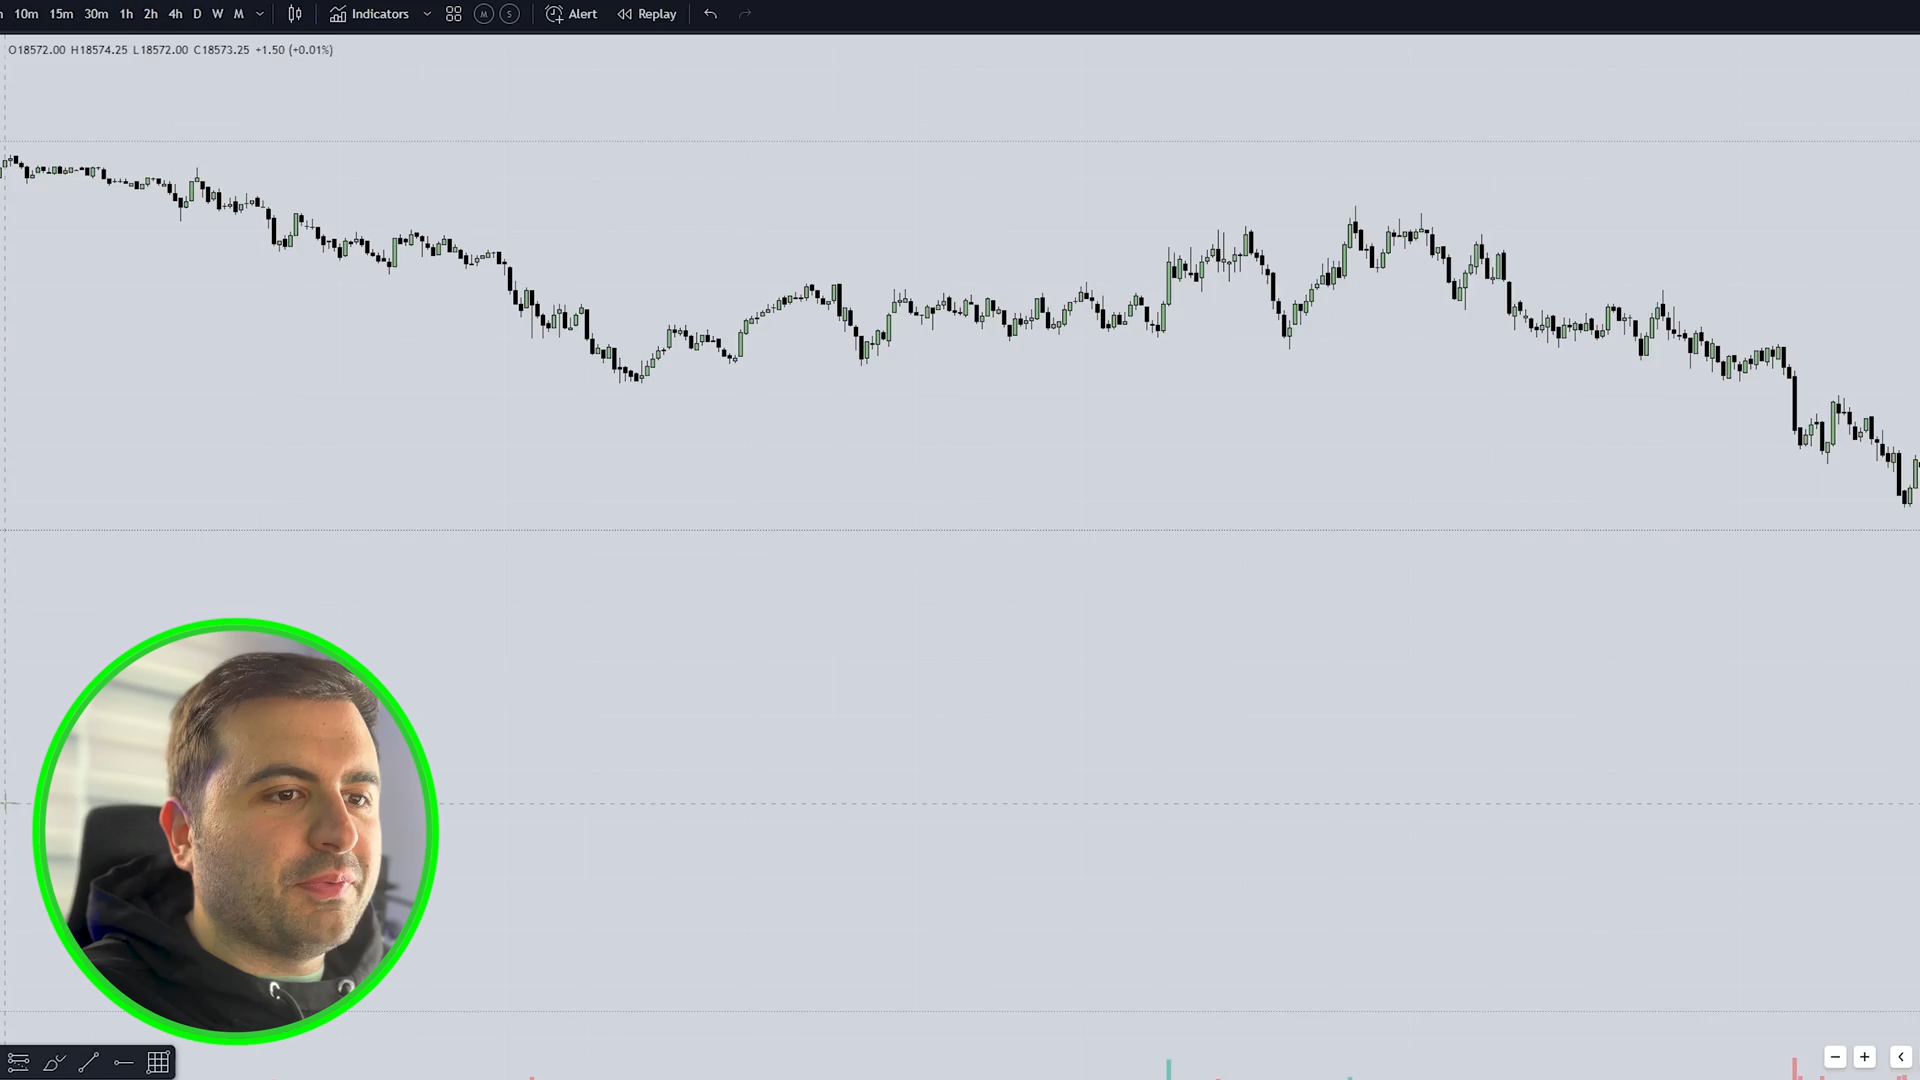 10m 15m 30m 1h 2h 4h D W M Indicators M S Alert Replay
O18572.00 H18574.25 L18572.00 C18573.25 +1.50 (+0.01%)